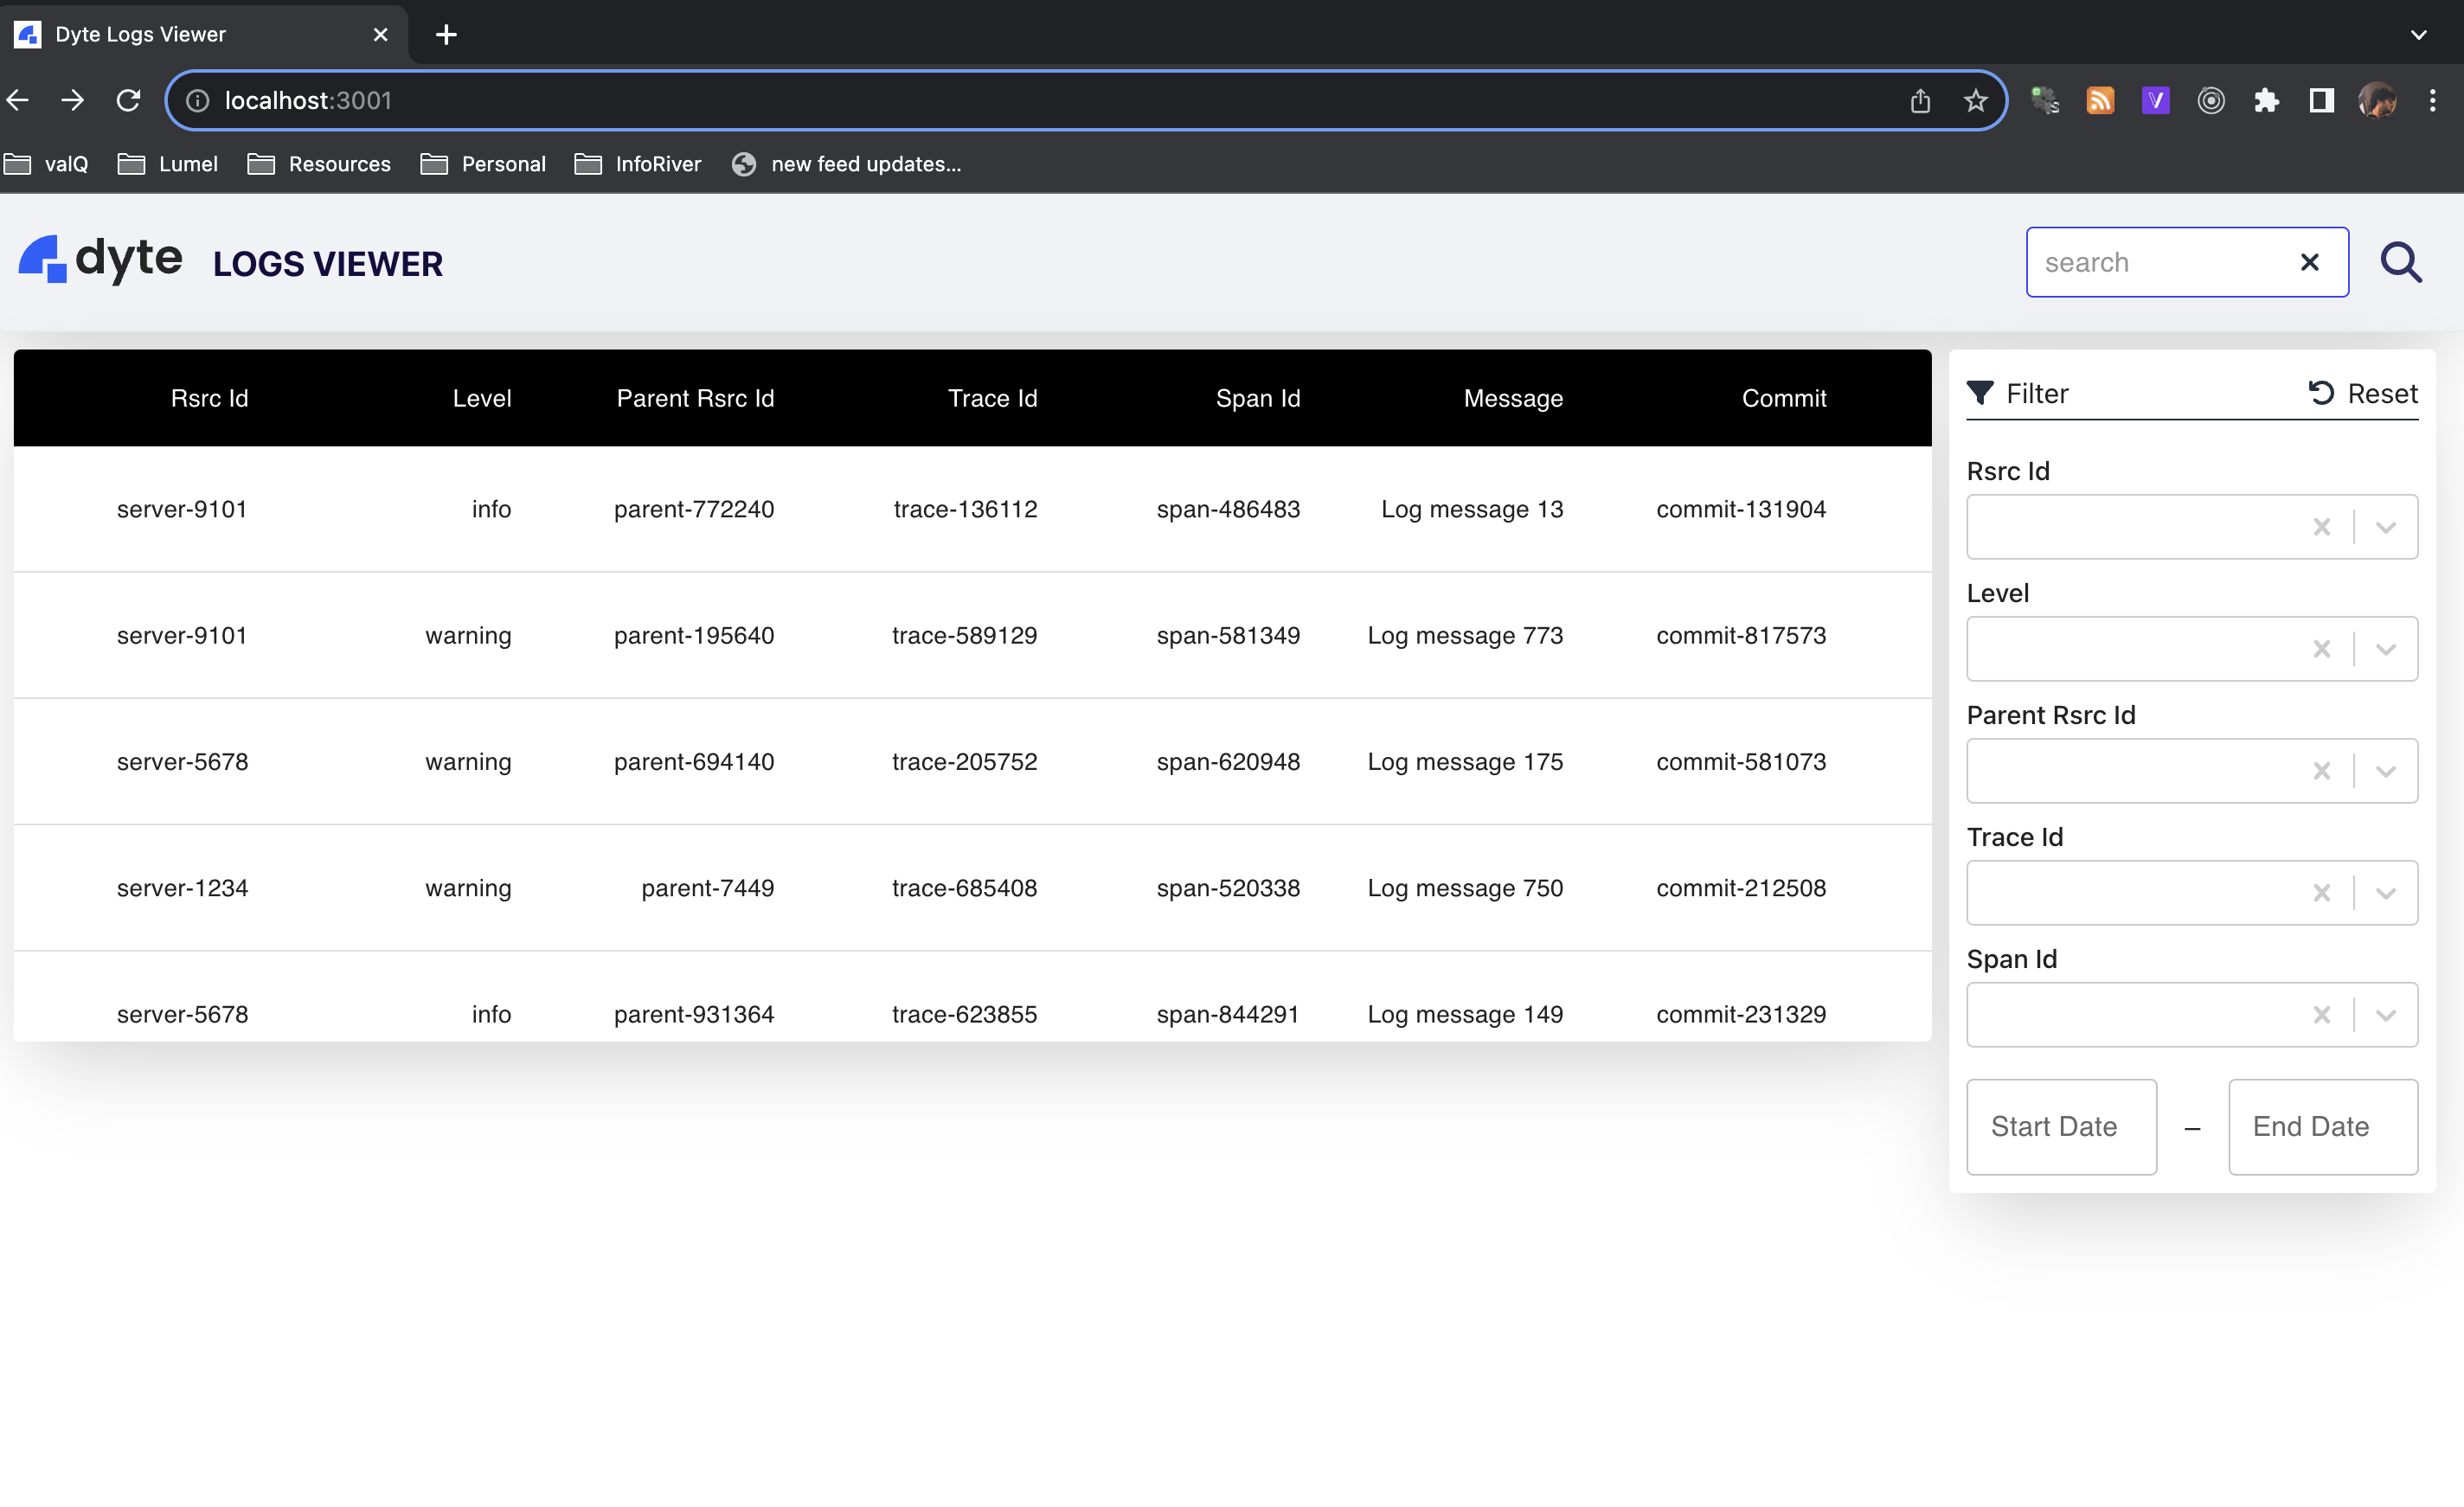 Dyte Logs Viewer
localhost:3001
valQ Lumel Resources Personal InfoRiver new feed updates...
dyte LOGS VIEWER search
Rsrc Id Level Parent Rsrc Id Trace Id Span Id Message Commit
server-9101 info parent-772240 trace-136112 span-486483 Log message 13 commit-131904
server-9101 warning parent-195640 trace-589129 span-581349 Log message 773 commit-817573
server-5678 warning parent-694140 trace-205752 span-620948 Log message 175 commit-581073
server-1234 warning parent-7449 trace-685408 span-520338 Log message 750 commit-212508
server-5678 info parent-931364 trace-623855 span-844291 Log message 149 commit-231329
Filter Reset
Rsrc Id
Level
Parent Rsrc Id
Trace Id
Span Id
Start Date – End Date